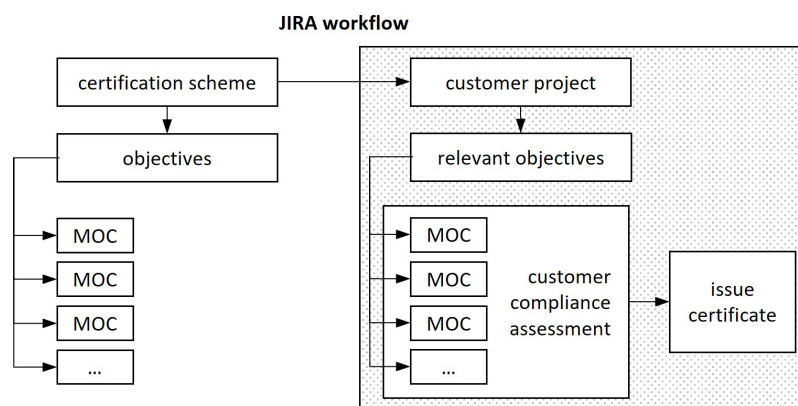 JIRA workflow
certification scheme
objectives
MOC
MOC
MOC
...
customer project
relevant objectives
MOC
MOC
MOC
...
customer
compliance
assessment
issue
certificate